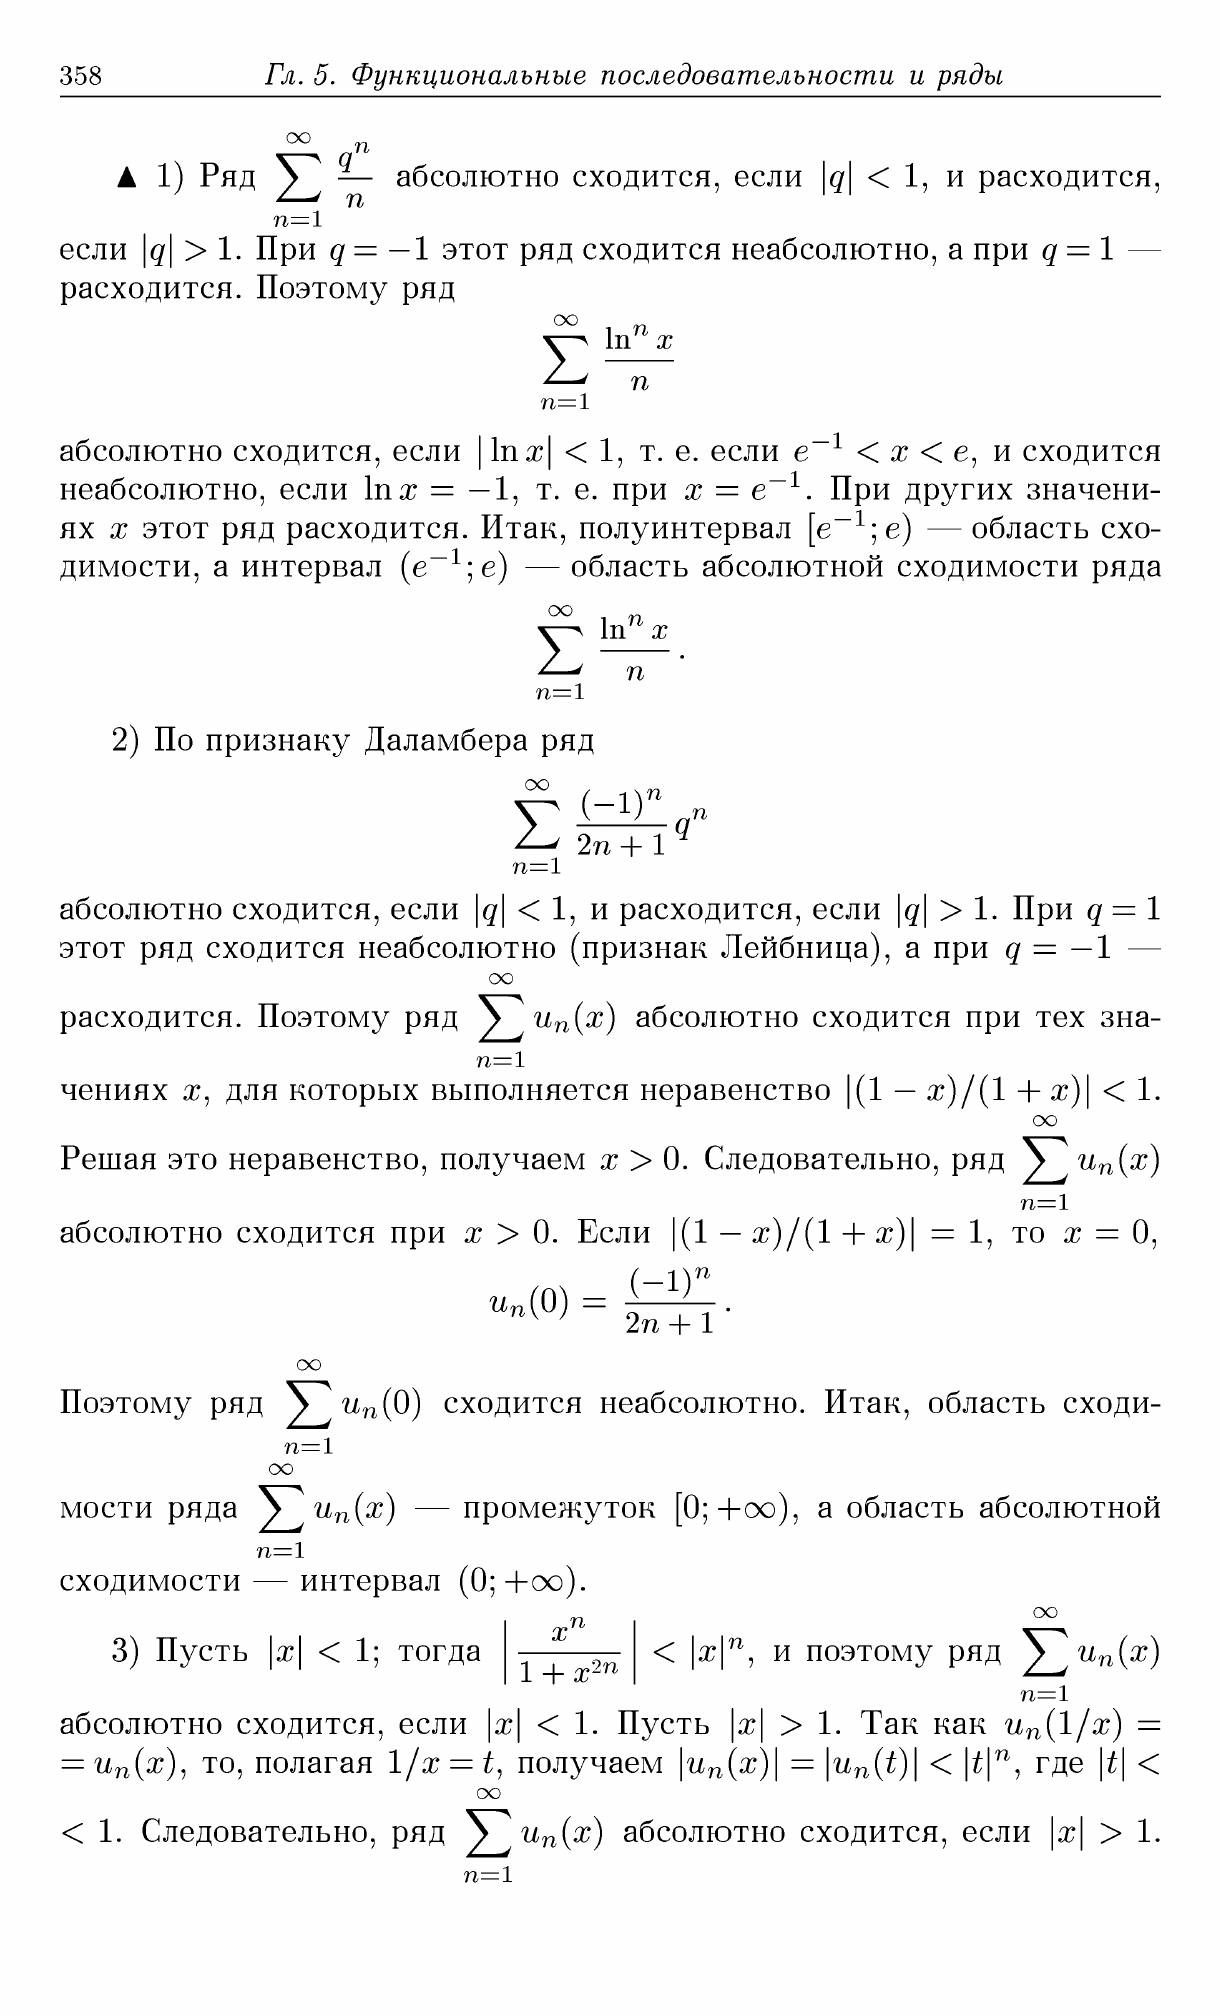 358 Гл. 5. Функциональные последовательности и ряды
▲ 1) Ряд $\sum_{n=1}^{\infty} \frac{q^n}{n}$ абсолютно сходится, если |q| < 1, и расходится,
если |q| > 1. При q = −1 этот ряд сходится неабсолютно, а при q = 1 —
расходится. Поэтому ряд
$\sum_{n=1}^{\infty} \frac{\ln^n x}{n}$
абсолютно сходится, если | ln x| < 1, т. е. если $e^{-1}$ < x < e, и сходится
неабсолютно, если ln x = −1, т. е. при x = $e^{-1}$. При других значени-
ях x этот ряд расходится. Итак, полуинтервал [$e^{-1}$; e) — область схо-
димости, а интервал ($e^{-1}$; e) — область абсолютной сходимости ряда
$\sum_{n=1}^{\infty} \frac{\ln^n x}{n}$.
2) По признаку Даламбера ряд
$\sum_{n=1}^{\infty} \frac{(-1)^n}{2n+1} q^n$
абсолютно сходится, если |q| < 1, и расходится, если |q| > 1. При q = 1
этот ряд сходится неабсолютно (признак Лейбница), а при q = −1 —
расходится. Поэтому ряд $\sum_{n=1}^{\infty} u_n(x)$ абсолютно сходится при тех зна-
чениях x, для которых выполняется неравенство |(1 − x)/(1 + x)| < 1.
Решая это неравенство, получаем x > 0. Следовательно, ряд $\sum_{n=1}^{\infty} u_n(x)$
абсолютно сходится при x > 0. Если |(1 − x)/(1 + x)| = 1, то x = 0,
$u_n(0) = \frac{(-1)^n}{2n+1}$.
Поэтому ряд $\sum_{n=1}^{\infty} u_n(0)$ сходится неабсолютно. Итак, область сходи-
мости ряда $\sum_{n=1}^{\infty} u_n(x)$ — промежуток [0; +∞), а область абсолютной
сходимости — интервал (0; +∞).
3) Пусть |x| < 1; тогда $\left|\frac{x^n}{1+x^{2n}}\right| < |x|^n$, и поэтому ряд $\sum_{n=1}^{\infty} u_n(x)$
абсолютно сходится, если |x| < 1. Пусть |x| > 1. Так как $u_n(1/x)$ =
= $u_n(x)$, то, полагая 1/x = t, получаем $|u_n(x)| = |u_n(t)| < |t|^n$, где |t| <
< 1. Следовательно, ряд $\sum_{n=1}^{\infty} u_n(x)$ абсолютно сходится, если |x| > 1.